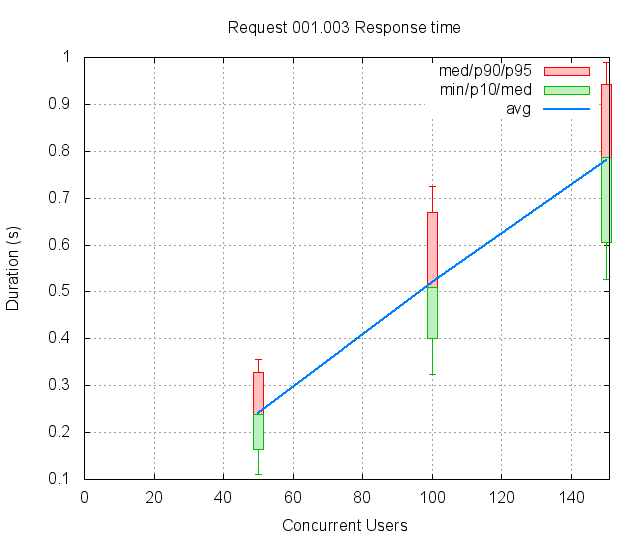 Request 001.003 Response time
med/p90/p95
min/p10/med
avg
1
0.9
0.8
0.7
0.6
0.5
0.4
0.3
0.2
0.1
Duration (s)
0 20 40 60 80 100 120 140
Concurrent Users